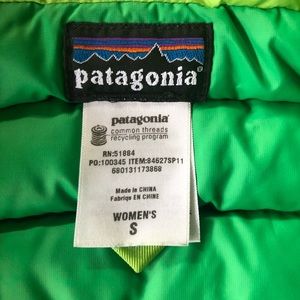 patagonia®
patagonia®
common threads
recycling program
RN:51884
PO:100345 ITEM:84627SP11
680131173868
Made in CHINA
Fabriqs EN CHINE
WOMEN'S
S